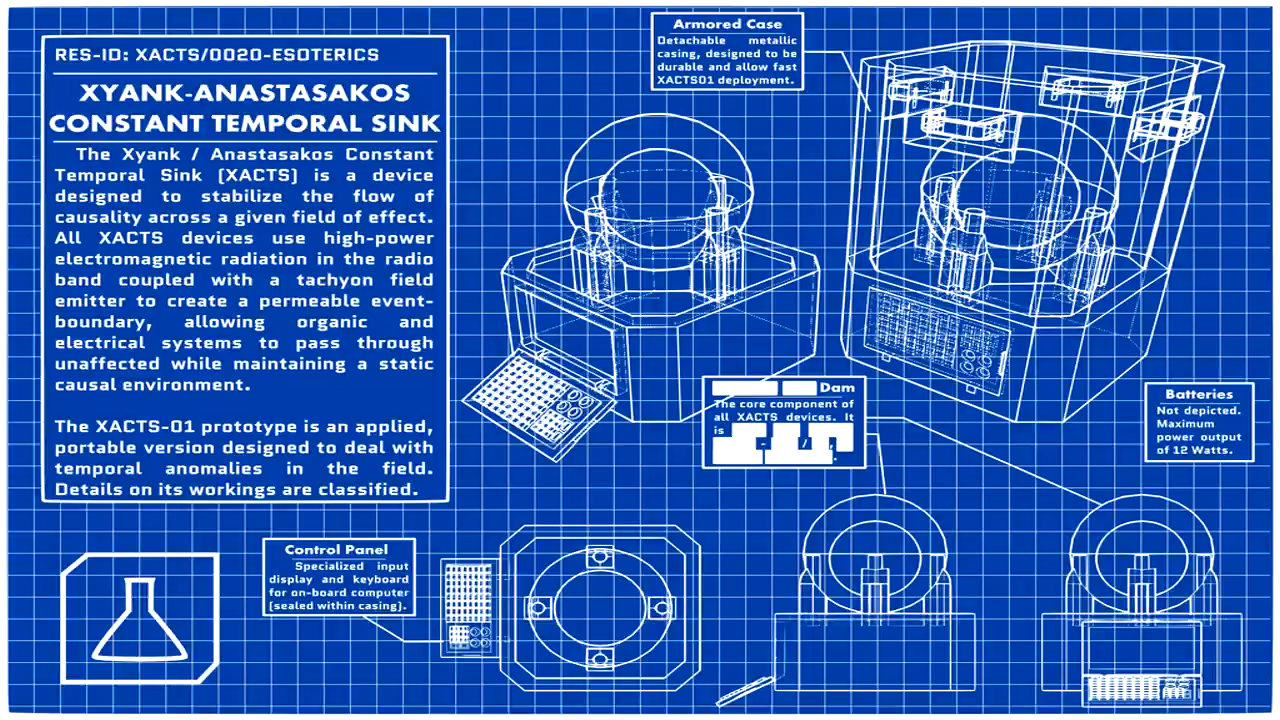 RES-ID: XACTS/0020-ESOTERICS
XYANK-ANASTASAKOS
CONSTANT TEMPORAL SINK
The Xyank / Anastasakos Constant
Temporal Sink (XACTS) is a device
designed to stabilize the flow of
causality across a given field of effect.
All XACTS devices use high-power
electromagnetic radiation in the radio
band coupled with a tachyon field
emitter to create a permeable event-
boundary, allowing organic and
electrical systems to pass through
unaffected while maintaining a static
causal environment.
The XACTS-01 prototype is an applied,
portable version designed to deal with
temporal anomalies in the field.
Details on its workings are classified.
Armored Case
Detachable metallic
casing, designed to be
durable and allow fast
XACTS01 deployment.
Dam
The core component of
all XACTS devices. It
is
- / ,
.
Batteries
Not depicted.
Maximum
power output
of 12 Watts.
Control Panel
Specialized input
display and keyboard
for on-board computer
(sealed within casing).